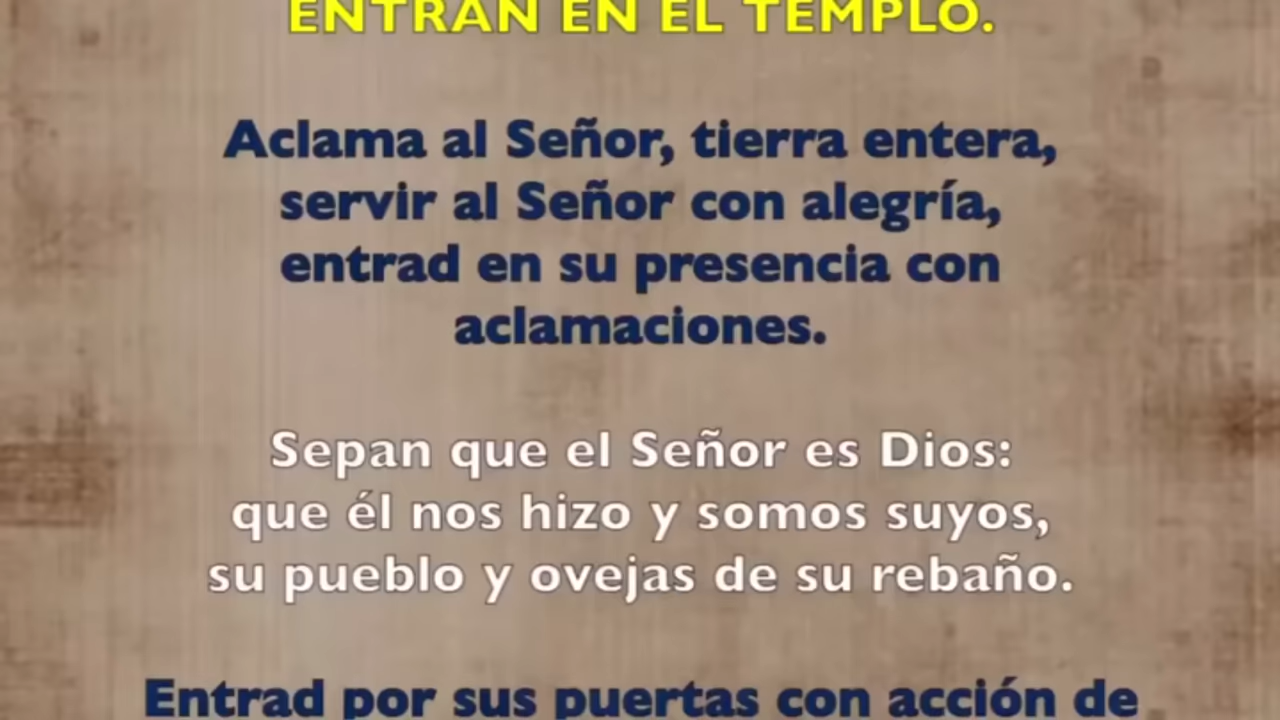 ENTRAN EN EL TEMPLO.
Aclama al Señor, tierra entera,
servir al Señor con alegría,
entrad en su presencia con
aclamaciones.
Sepan que el Señor es Dios:
que él nos hizo y somos suyos,
su pueblo y ovejas de su rebaño.
Entrad por sus puertas con acción de